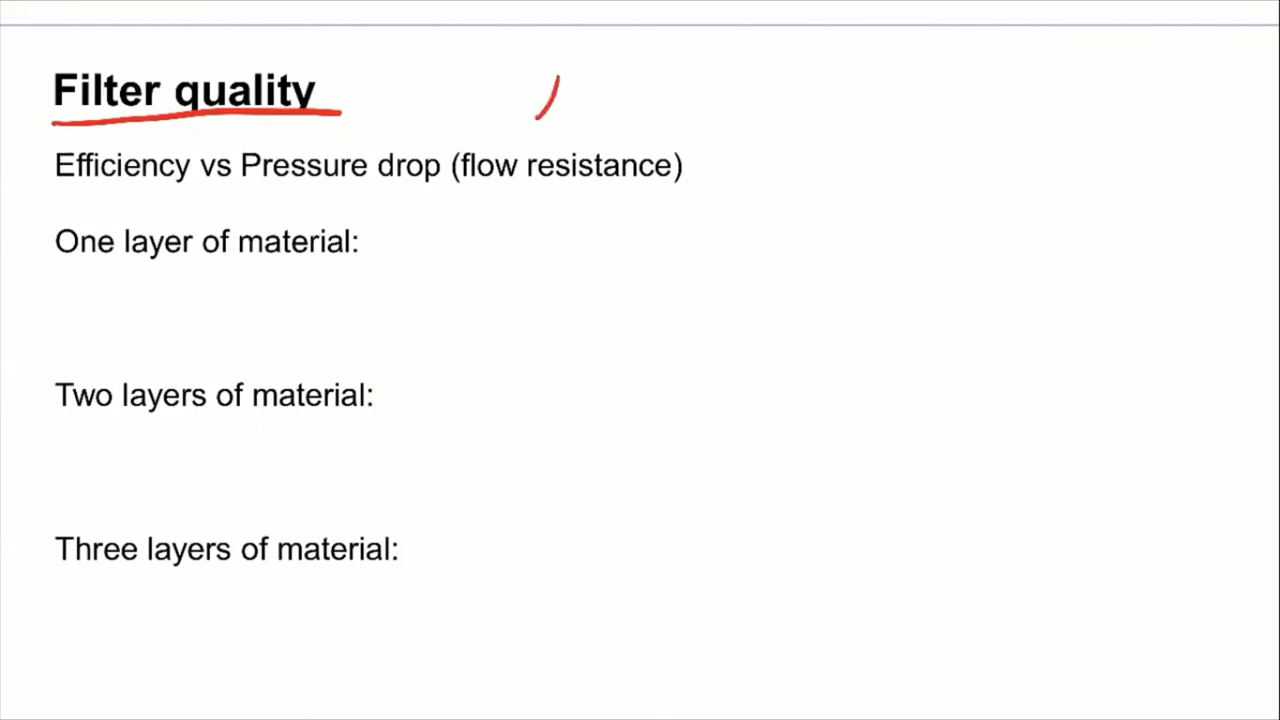 Filter quality
Efficiency vs Pressure drop (flow resistance)
One layer of material:
Two layers of material:
Three layers of material: